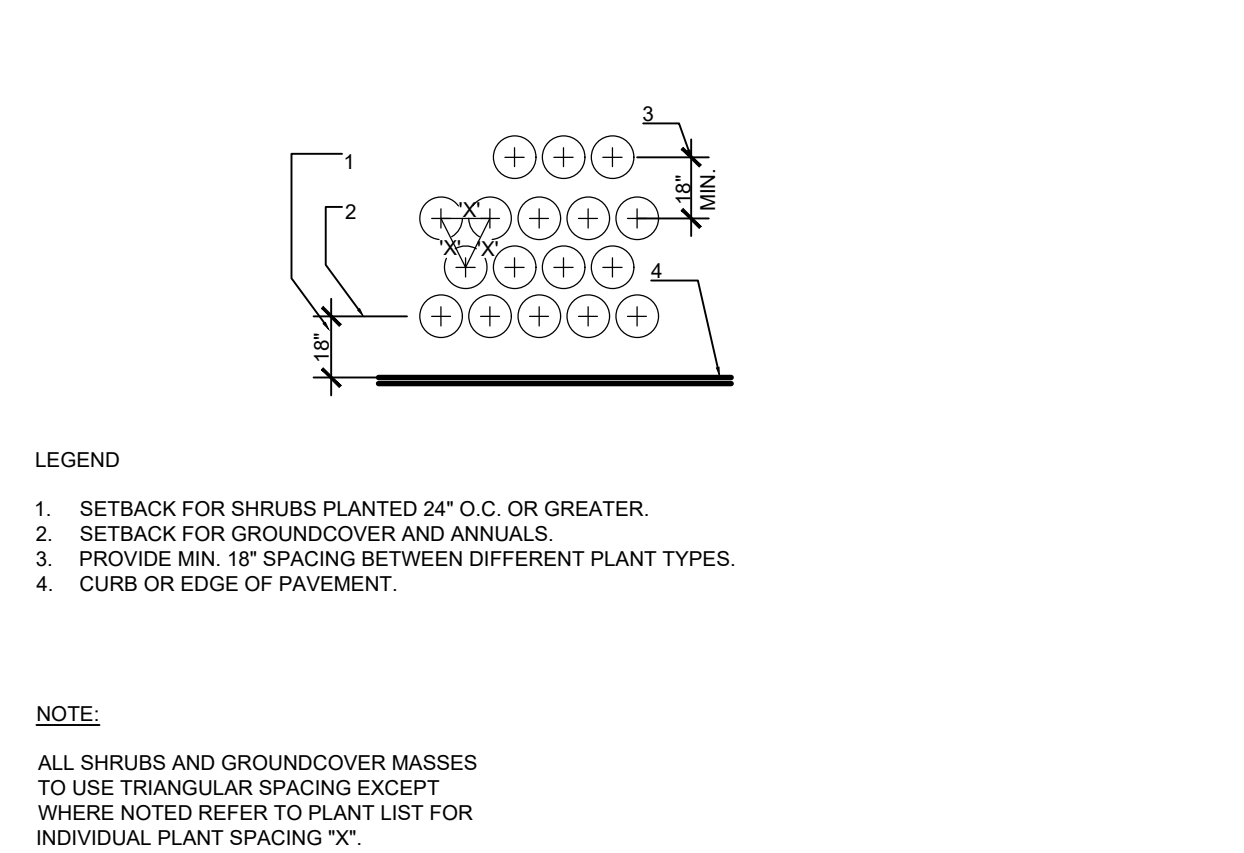 3
1
18" MIN.
2
'X'
'X' 'X'
4
18"
LEGEND
1. SETBACK FOR SHRUBS PLANTED 24" O.C. OR GREATER.
2. SETBACK FOR GROUNDCOVER AND ANNUALS.
3. PROVIDE MIN. 18" SPACING BETWEEN DIFFERENT PLANT TYPES.
4. CURB OR EDGE OF PAVEMENT.
NOTE:
ALL SHRUBS AND GROUNDCOVER MASSES
TO USE TRIANGULAR SPACING EXCEPT
WHERE NOTED REFER TO PLANT LIST FOR
INDIVIDUAL PLANT SPACING "X".